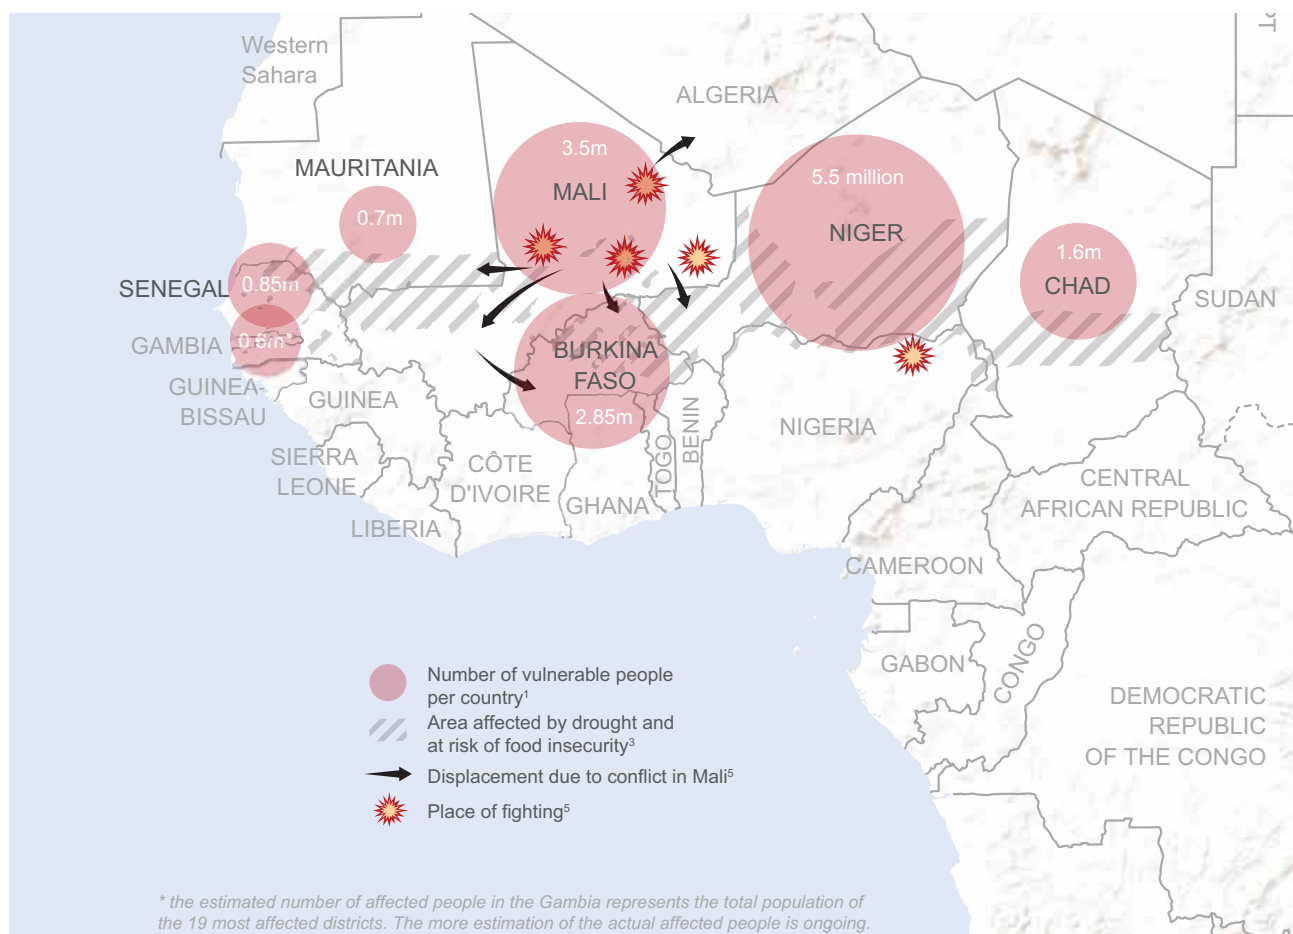 Western
Sahara
PT
ALGERIA
3.5m
MALI
MAURITANIA
0.7m
5.5 million
NIGER
1.6m
CHAD
SENEGAL
0.85m
SUDAN
GAMBIA
0.6m*
BURKINA
FASO
2.85m
GUINEA-
BISSAU
GUINEA
SIERRA
LEONE
LIBERIA
CÔTE
D'IVOIRE
GHANA
TOGO
BENIN
NIGERIA
CENTRAL
AFRICAN REPUBLIC
CAMEROON
GABON
CONGO
DEMOCRATIC
REPUBLIC
OF THE CONGO
Number of vulnerable people
per country¹
Area affected by drought and
at risk of food insecurity³
Displacement due to conflict in Mali⁵
Place of fighting⁵
* the estimated number of affected people in the Gambia represents the total population of
the 19 most affected districts. The more estimation of the actual affected people is ongoing.